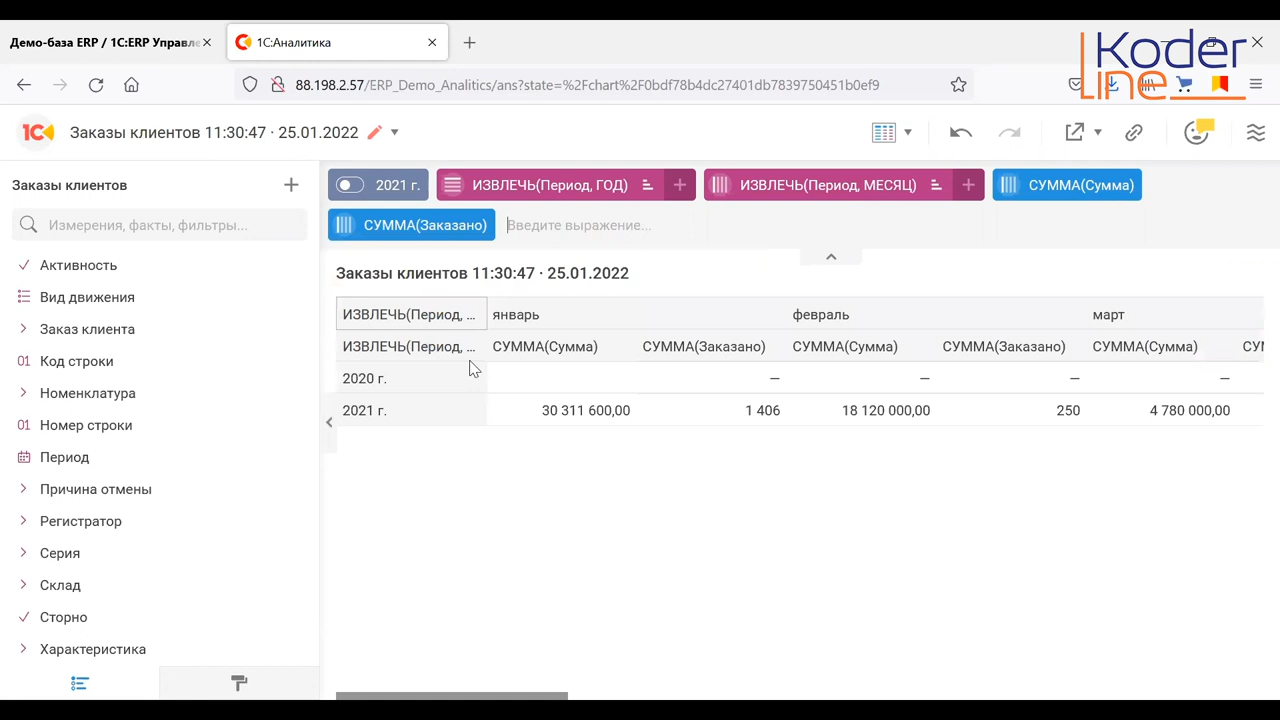 Демо-база ERP / 1С:ERP Управле
1С:Аналитика
Koder
Line
88.198.2.57/ERP_Demo_Analitics/ans?state=%2Fchart%2F0bdf78b4dc27401db7839750451b0ef9
1С
Заказы клиентов 11:30:47 · 25.01.2022
Заказы клиентов
Измерения, факты, фильтры...
Активность
Вид движения
Заказ клиента
01 Код строки
Номенклатура
01 Номер строки
Период
Причина отмены
Регистратор
Серия
Склад
Сторно
Характеристика
2021 г. ИЗВЛЕЧЬ(Период, ГОД) ИЗВЛЕЧЬ(Период, МЕСЯЦ) СУММА(Сумма)
СУММА(Заказано) Введите выражение...
Заказы клиентов 11:30:47 · 25.01.2022
ИЗВЛЕЧЬ(Период, ... январь февраль март
ИЗВЛЕЧЬ(Период, ... СУММА(Сумма) СУММА(Заказано) СУММА(Сумма) СУММА(Заказано) СУММА(Сумма) СУ
2020 г. — — — —
2021 г. 30 311 600,00 1 406 18 120 000,00 250 4 780 000,00